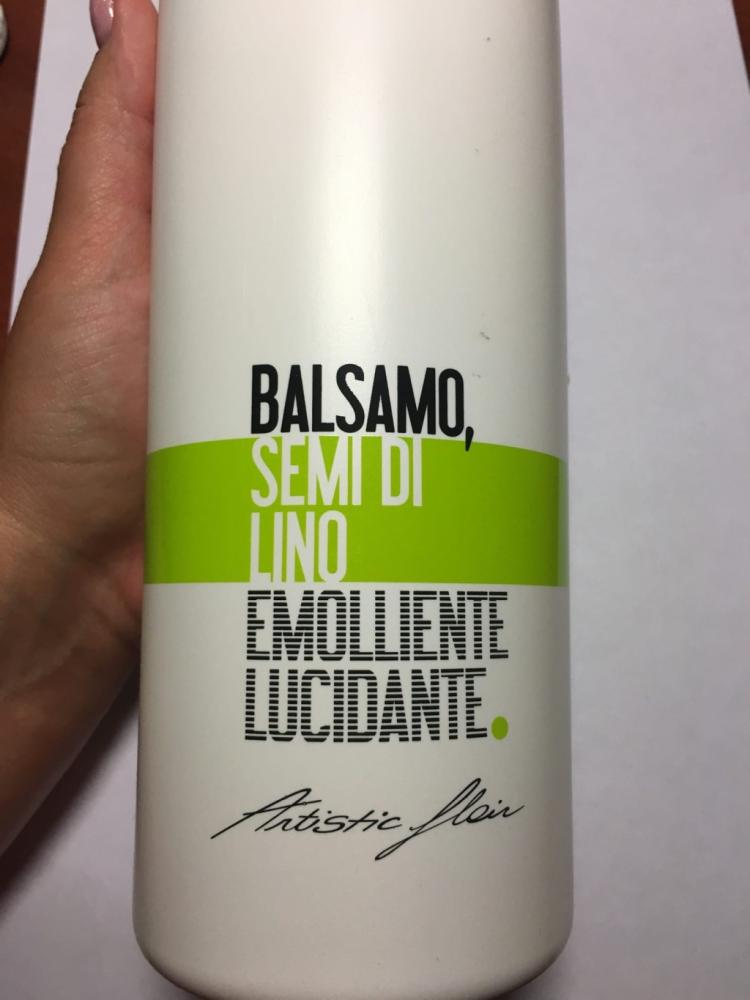 BALSAMO,
SEMI DI
LINO
EMOLLIENTE
LUCIDANTE.
Artistic flair